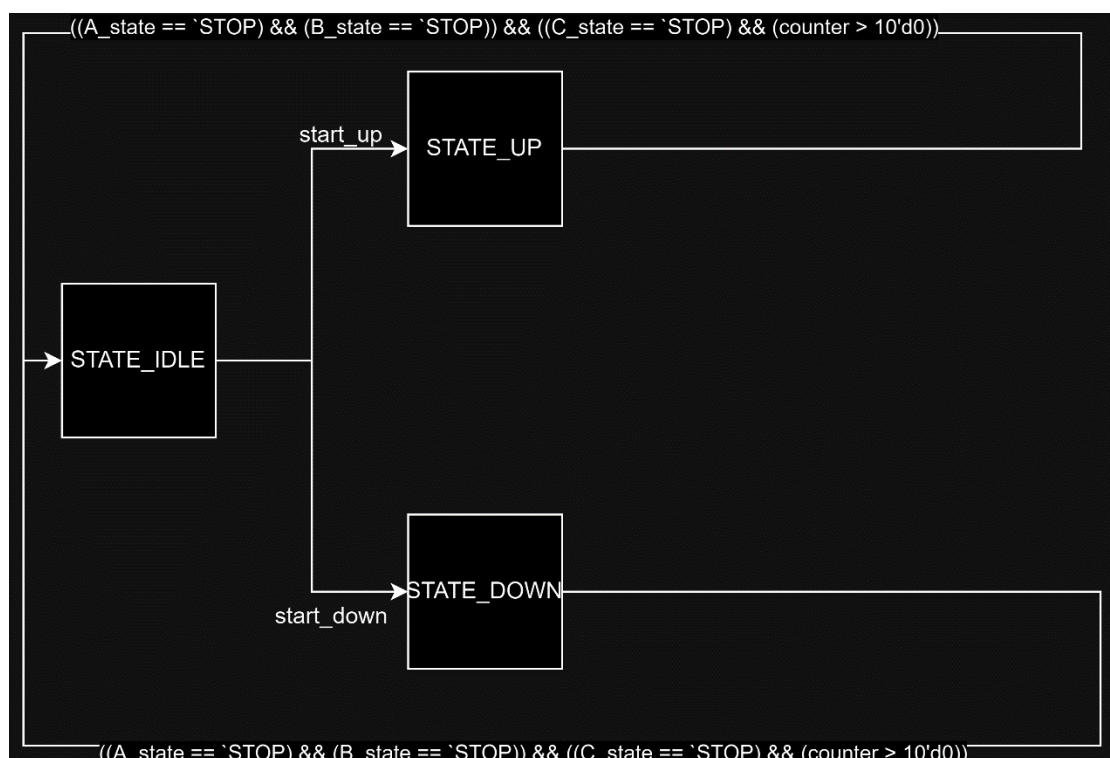 ((A_state == `STOP) && (B_state == `STOP)) && ((C_state == `STOP) && (counter > 10'd0))
start_up
STATE_UP
STATE_IDLE
STATE_DOWN
start_down
((A_state == `STOP) && (B_state == `STOP)) && ((C_state == `STOP) && (counter > 10'd0))